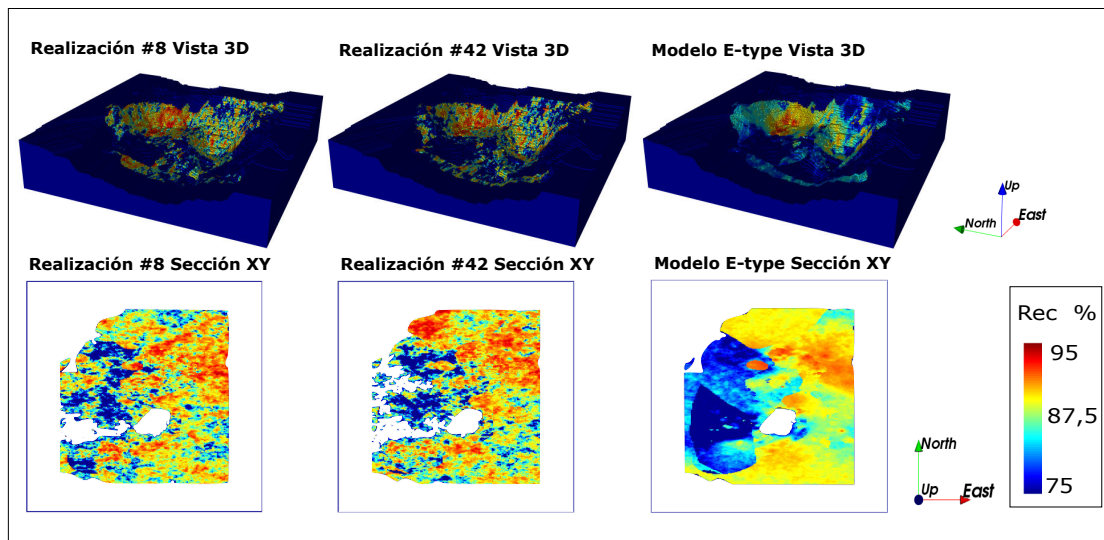 Realización #8 Vista 3D
Realización #42 Vista 3D
Modelo E-type Vista 3D
Up
North
East
Realización #8 Sección XY
Realización #42 Sección XY
Modelo E-type Sección XY
Rec %
95
87,5
75
North
Up
East